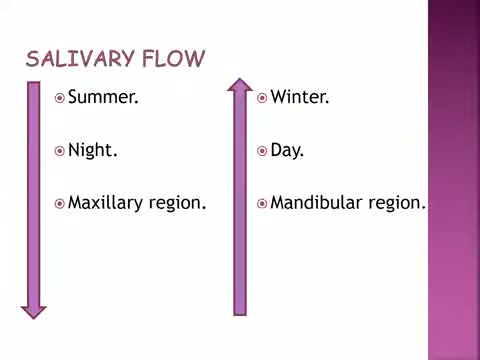 SALIVARY FLOW
Summer.
Night.
Maxillary region.
Winter.
Day.
Mandibular region.